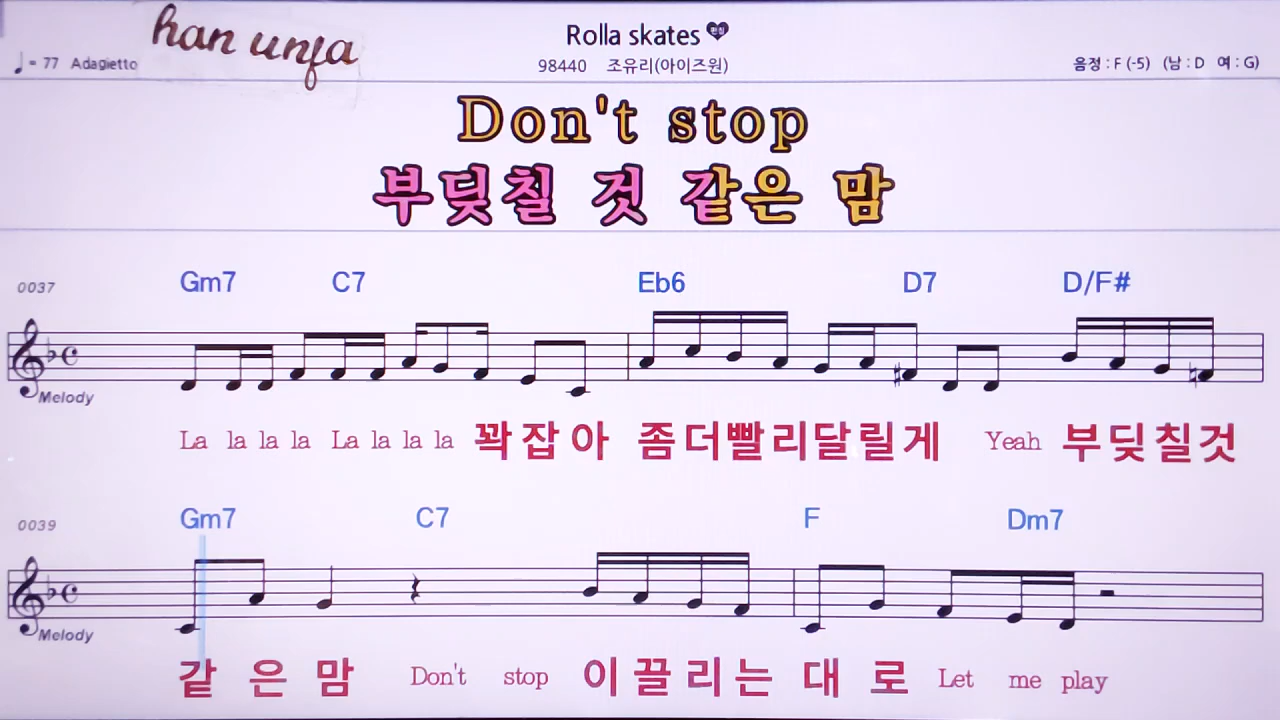 han unfa
Rolla skates 편집
♩= 77 Adagietto
98440 조유리(아이즈원)
음정 : F (-5) (남 : D 여 : G)
Don't stop
부딪칠 것 같은 맘
0037 Gm7 C7 Eb6 D7 D/F#
Melody
La la la la La la la la 꽉잡아 좀더빨리달릴게 Yeah 부딪칠것
0039 Gm7 C7 F Dm7
Melody
같은맘 Don't stop 이끌리는대로 Let me play